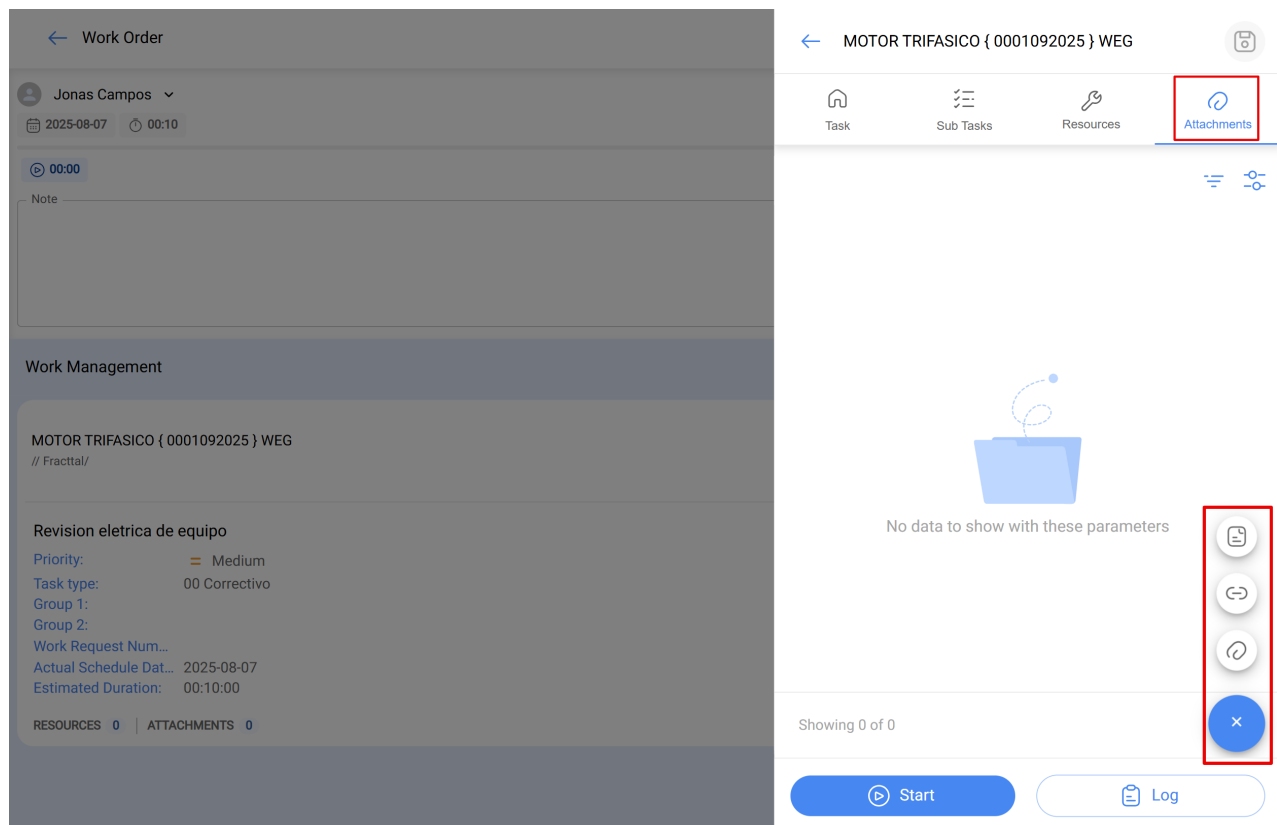 Work Order
Jonas Campos
2025-08-07 00:10
00:00
Note
Work Management
MOTOR TRIFASICO { 0001092025 } WEG
// Fracttal/
Revision eletrica de equipo
Priority: Medium
Task type: 00 Correctivo
Group 1:
Group 2:
Work Request Num...
Actual Schedule Dat... 2025-08-07
Estimated Duration: 00:10:00
RESOURCES 0 ATTACHMENTS 0
MOTOR TRIFASICO { 0001092025 } WEG
Task Sub Tasks Resources Attachments
No data to show with these parameters
Showing 0 of 0
Start Log